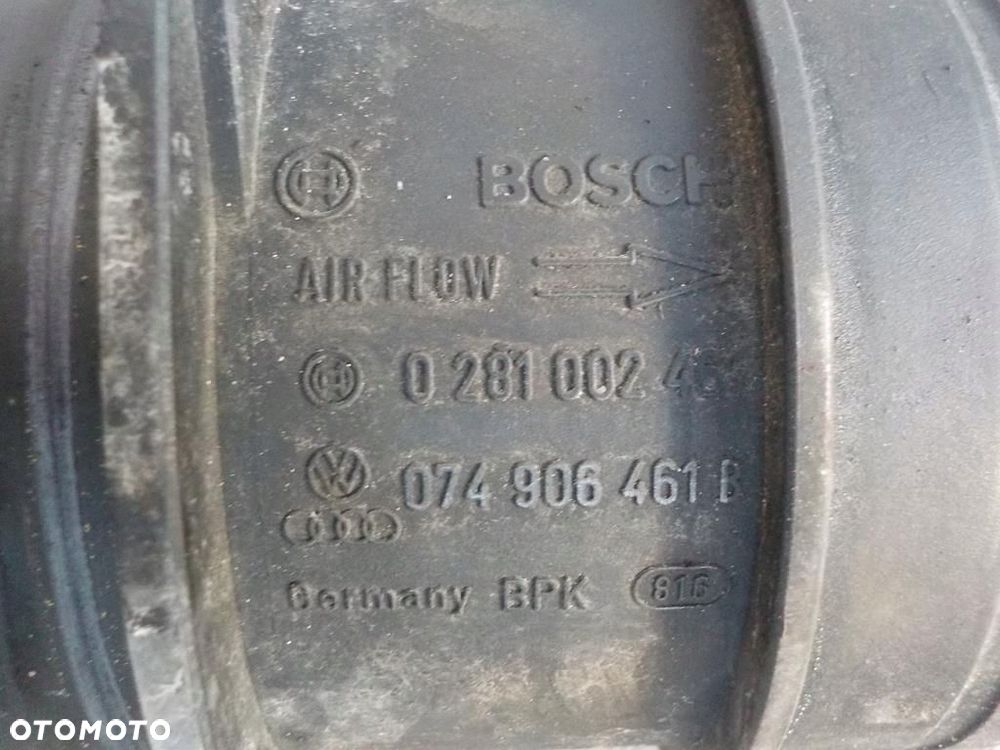 BOSCH
AIR FLOW
0 281 002
074 906 461 B
Germany BPK 816
OTOMOTO